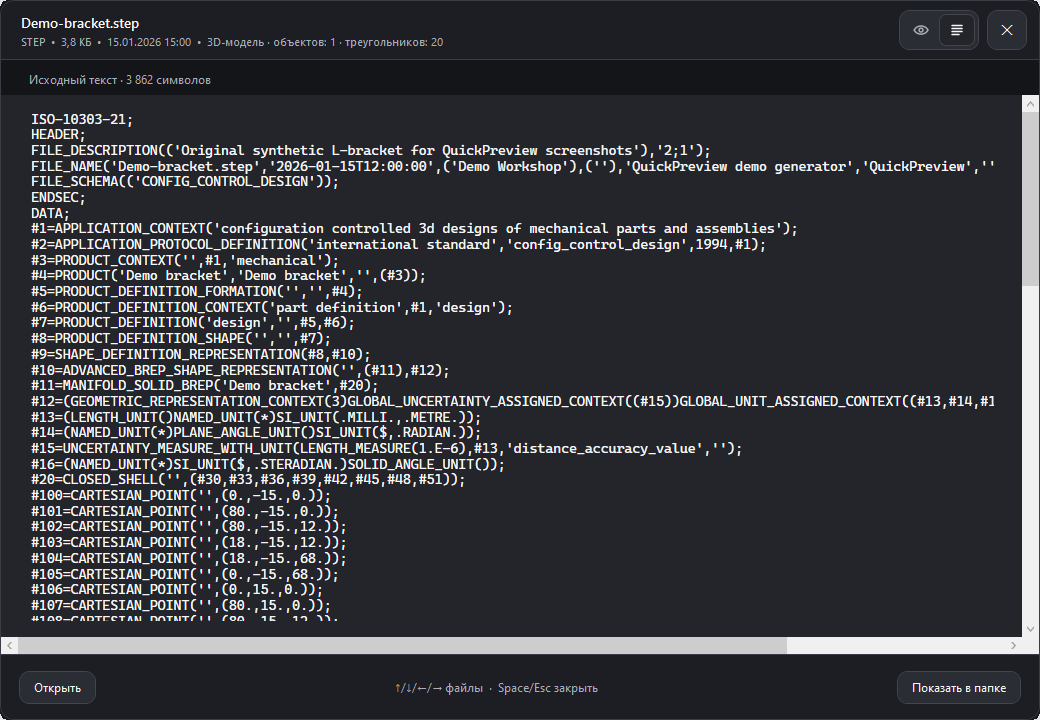 Demo-bracket.step
STEP • 3,8 КБ • 15.01.2026 15:00 • 3D-модель · объектов: 1 · треугольников: 20
Исходный текст · 3 862 символов
ISO-10303-21;
HEADER;
FILE_DESCRIPTION(('Original synthetic L-bracket for QuickPreview screenshots'),'2;1');
FILE_NAME('Demo-bracket.step','2026-01-15T12:00:00',('Demo Workshop'),(''),'QuickPreview demo generator','QuickPreview',''
FILE_SCHEMA(('CONFIG_CONTROL_DESIGN'));
ENDSEC;
DATA;
#1=APPLICATION_CONTEXT('configuration controlled 3d designs of mechanical parts and assemblies');
#2=APPLICATION_PROTOCOL_DEFINITION('international standard','config_control_design',1994,#1);
#3=PRODUCT_CONTEXT('',#1,'mechanical');
#4=PRODUCT('Demo bracket','Demo bracket','',(#3));
#5=PRODUCT_DEFINITION_FORMATION('','',#4);
#6=PRODUCT_DEFINITION_CONTEXT('part definition',#1,'design');
#7=PRODUCT_DEFINITION('design','',#5,#6);
#8=PRODUCT_DEFINITION_SHAPE('','',#7);
#9=SHAPE_DEFINITION_REPRESENTATION(#8,#10);
#10=ADVANCED_BREP_SHAPE_REPRESENTATION('',(#11),#12);
#11=MANIFOLD_SOLID_BREP('Demo bracket',#20);
#12=(GEOMETRIC_REPRESENTATION_CONTEXT(3)GLOBAL_UNCERTAINTY_ASSIGNED_CONTEXT((#15))GLOBAL_UNIT_ASSIGNED_CONTEXT((#13,#14,#1
#13=(LENGTH_UNIT()NAMED_UNIT(*)SI_UNIT(.MILLI.,.METRE.));
#14=(NAMED_UNIT(*)PLANE_ANGLE_UNIT()SI_UNIT($,.RADIAN.));
#15=UNCERTAINTY_MEASURE_WITH_UNIT(LENGTH_MEASURE(1.E-6),#13,'distance_accuracy_value','');
#16=(NAMED_UNIT(*)SI_UNIT($,.STERADIAN.)SOLID_ANGLE_UNIT());
#20=CLOSED_SHELL('',(#30,#33,#36,#39,#42,#45,#48,#51));
#100=CARTESIAN_POINT('',(0.,-15.,0.));
#101=CARTESIAN_POINT('',(80.,-15.,0.));
#102=CARTESIAN_POINT('',(80.,-15.,12.));
#103=CARTESIAN_POINT('',(18.,-15.,12.));
#104=CARTESIAN_POINT('',(18.,-15.,68.));
#105=CARTESIAN_POINT('',(0.,-15.,68.));
#106=CARTESIAN_POINT('',(0.,15.,0.));
#107=CARTESIAN_POINT('',(80.,15.,0.));
#108=CARTESIAN_POINT('',(80.,15.,12.));
Открыть
↑/↓/←/→ файлы · Space/Esc закрыть
Показать в папке